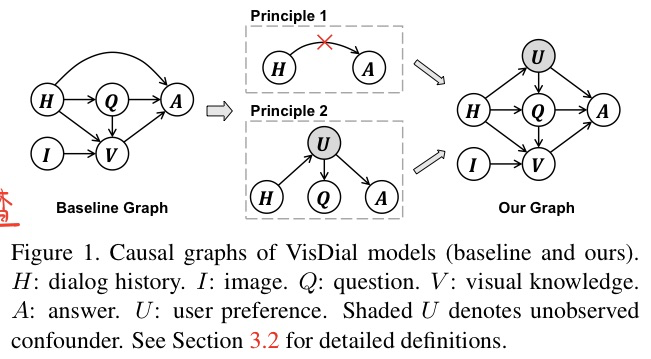 Principle 1
H A
Principle 2
U
H Q A
H Q A
I V
U
H Q A
I V
Baseline Graph
Our Graph
Figure 1. Causal graphs of VisDial models (baseline and ours).
H: dialog history. I: image. Q: question. V: visual knowledge.
A: answer. U: user preference. Shaded U denotes unobserved
confounder. See Section 3.2 for detailed definitions.